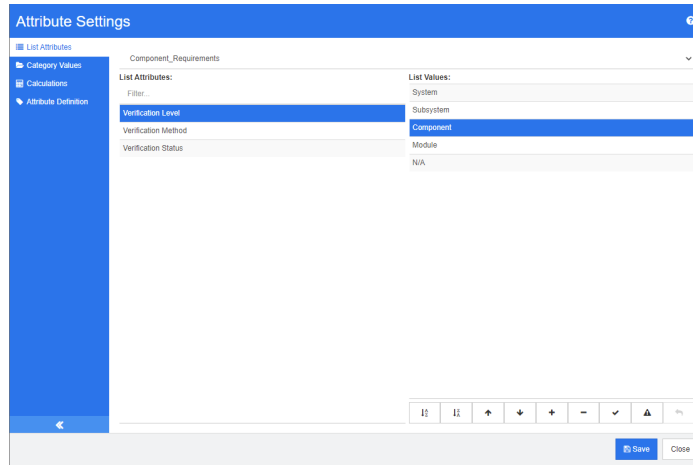 Attribute Settings
List Attributes
Category Values
Calculations
Attribute Definition
Component_Requirements
List Attributes:
Filter...
Verification Level
Verification Method
Verification Status
List Values:
System
Subsystem
Component
Module
N/A
Save
Close